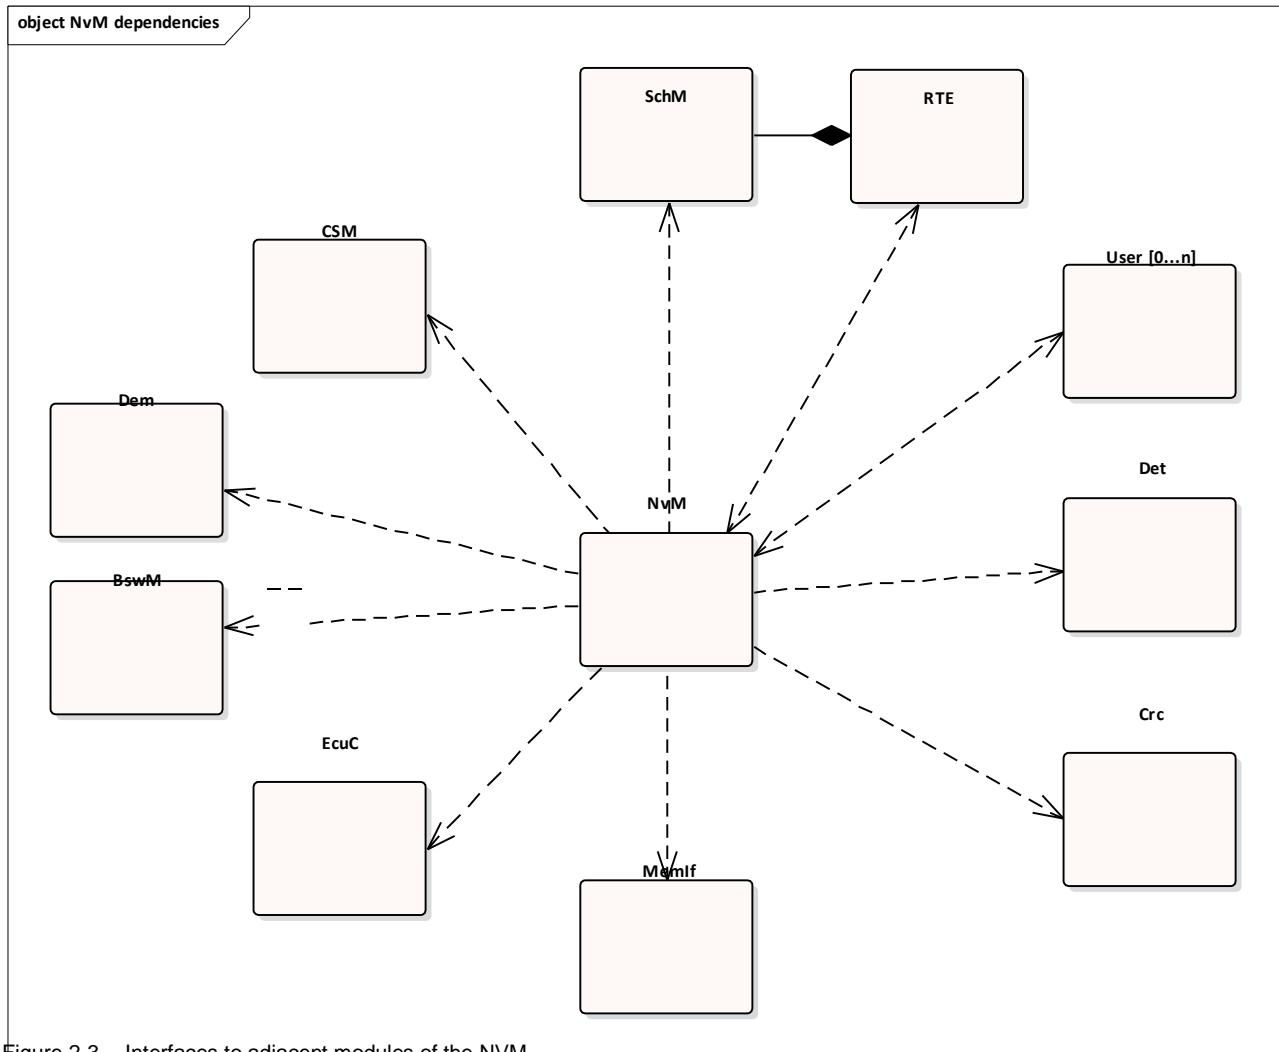 object NvM dependencies
SchM
RTE
CSM
User [0...n]
Dem
Det
NvM
BswM
Crc
EcuC
MemIf
Figure 2-3 Interfaces to adjacent modules of the NVM